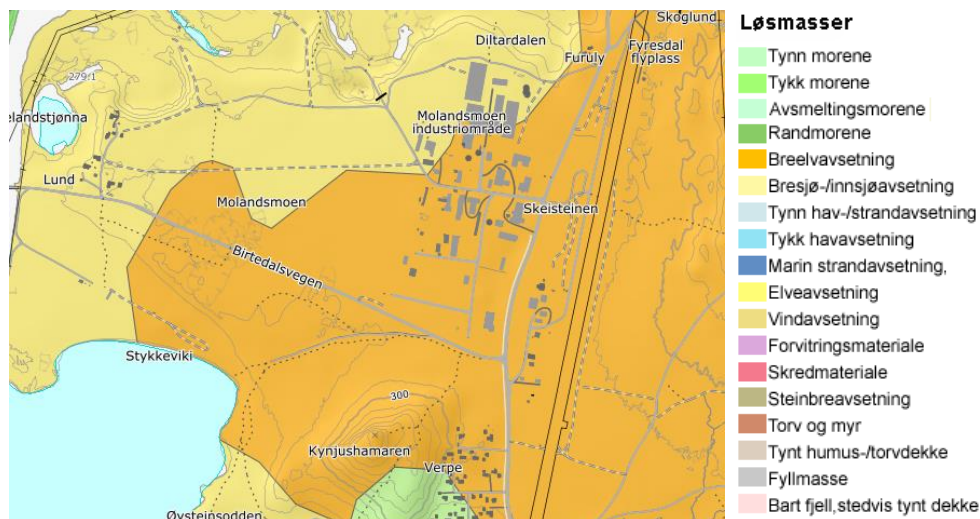 Skoglund
Diltardalen
Furuly
Fyresdal
flyplass
279.1
elandstjønna
Molandsmoen
industriområde
Lund
Molandsmoen
Skeisteinen
Birtedalsvegen
Stykkeviki
300
Kynjushamaren
Verpe
Øysteinsodden
Løsmasser
Tynn morene
Tykk morene
Avsmeltingsmorene
Randmorene
Breelvavsetning
Bresjø-/innsjøavsetning
Tynn hav-/strandavsetning
Tykk havavsetning
Marin strandavsetning,
Elveavsetning
Vindavsetning
Forvitringsmateriale
Skredmateriale
Steinbreavsetning
Torv og myr
Tynt humus-/torvdekke
Fyllmasse
Bart fjell,stedvis tynt dekke